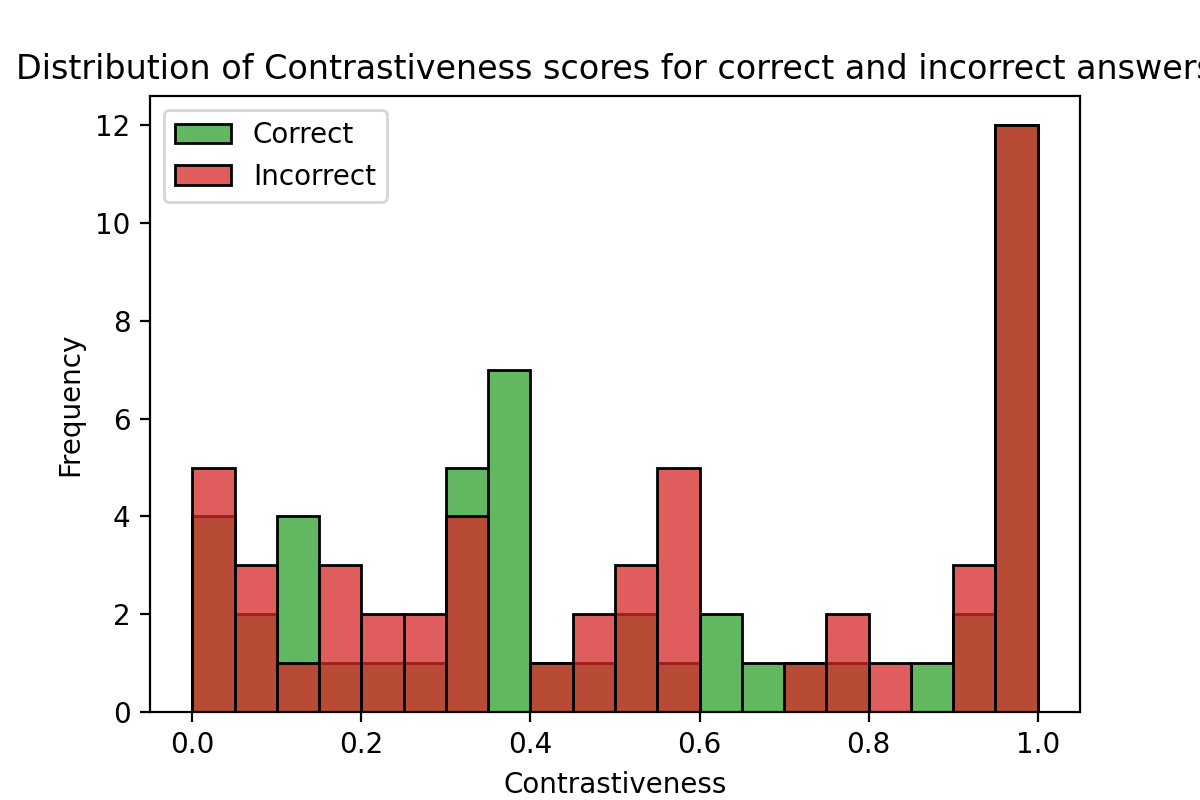 Distribution of Contrastiveness scores for correct and incorrect answers
Correct
Incorrect
12
10
8
6
4
2
0
Frequency
0.0 0.2 0.4 0.6 0.8 1.0
Contrastiveness